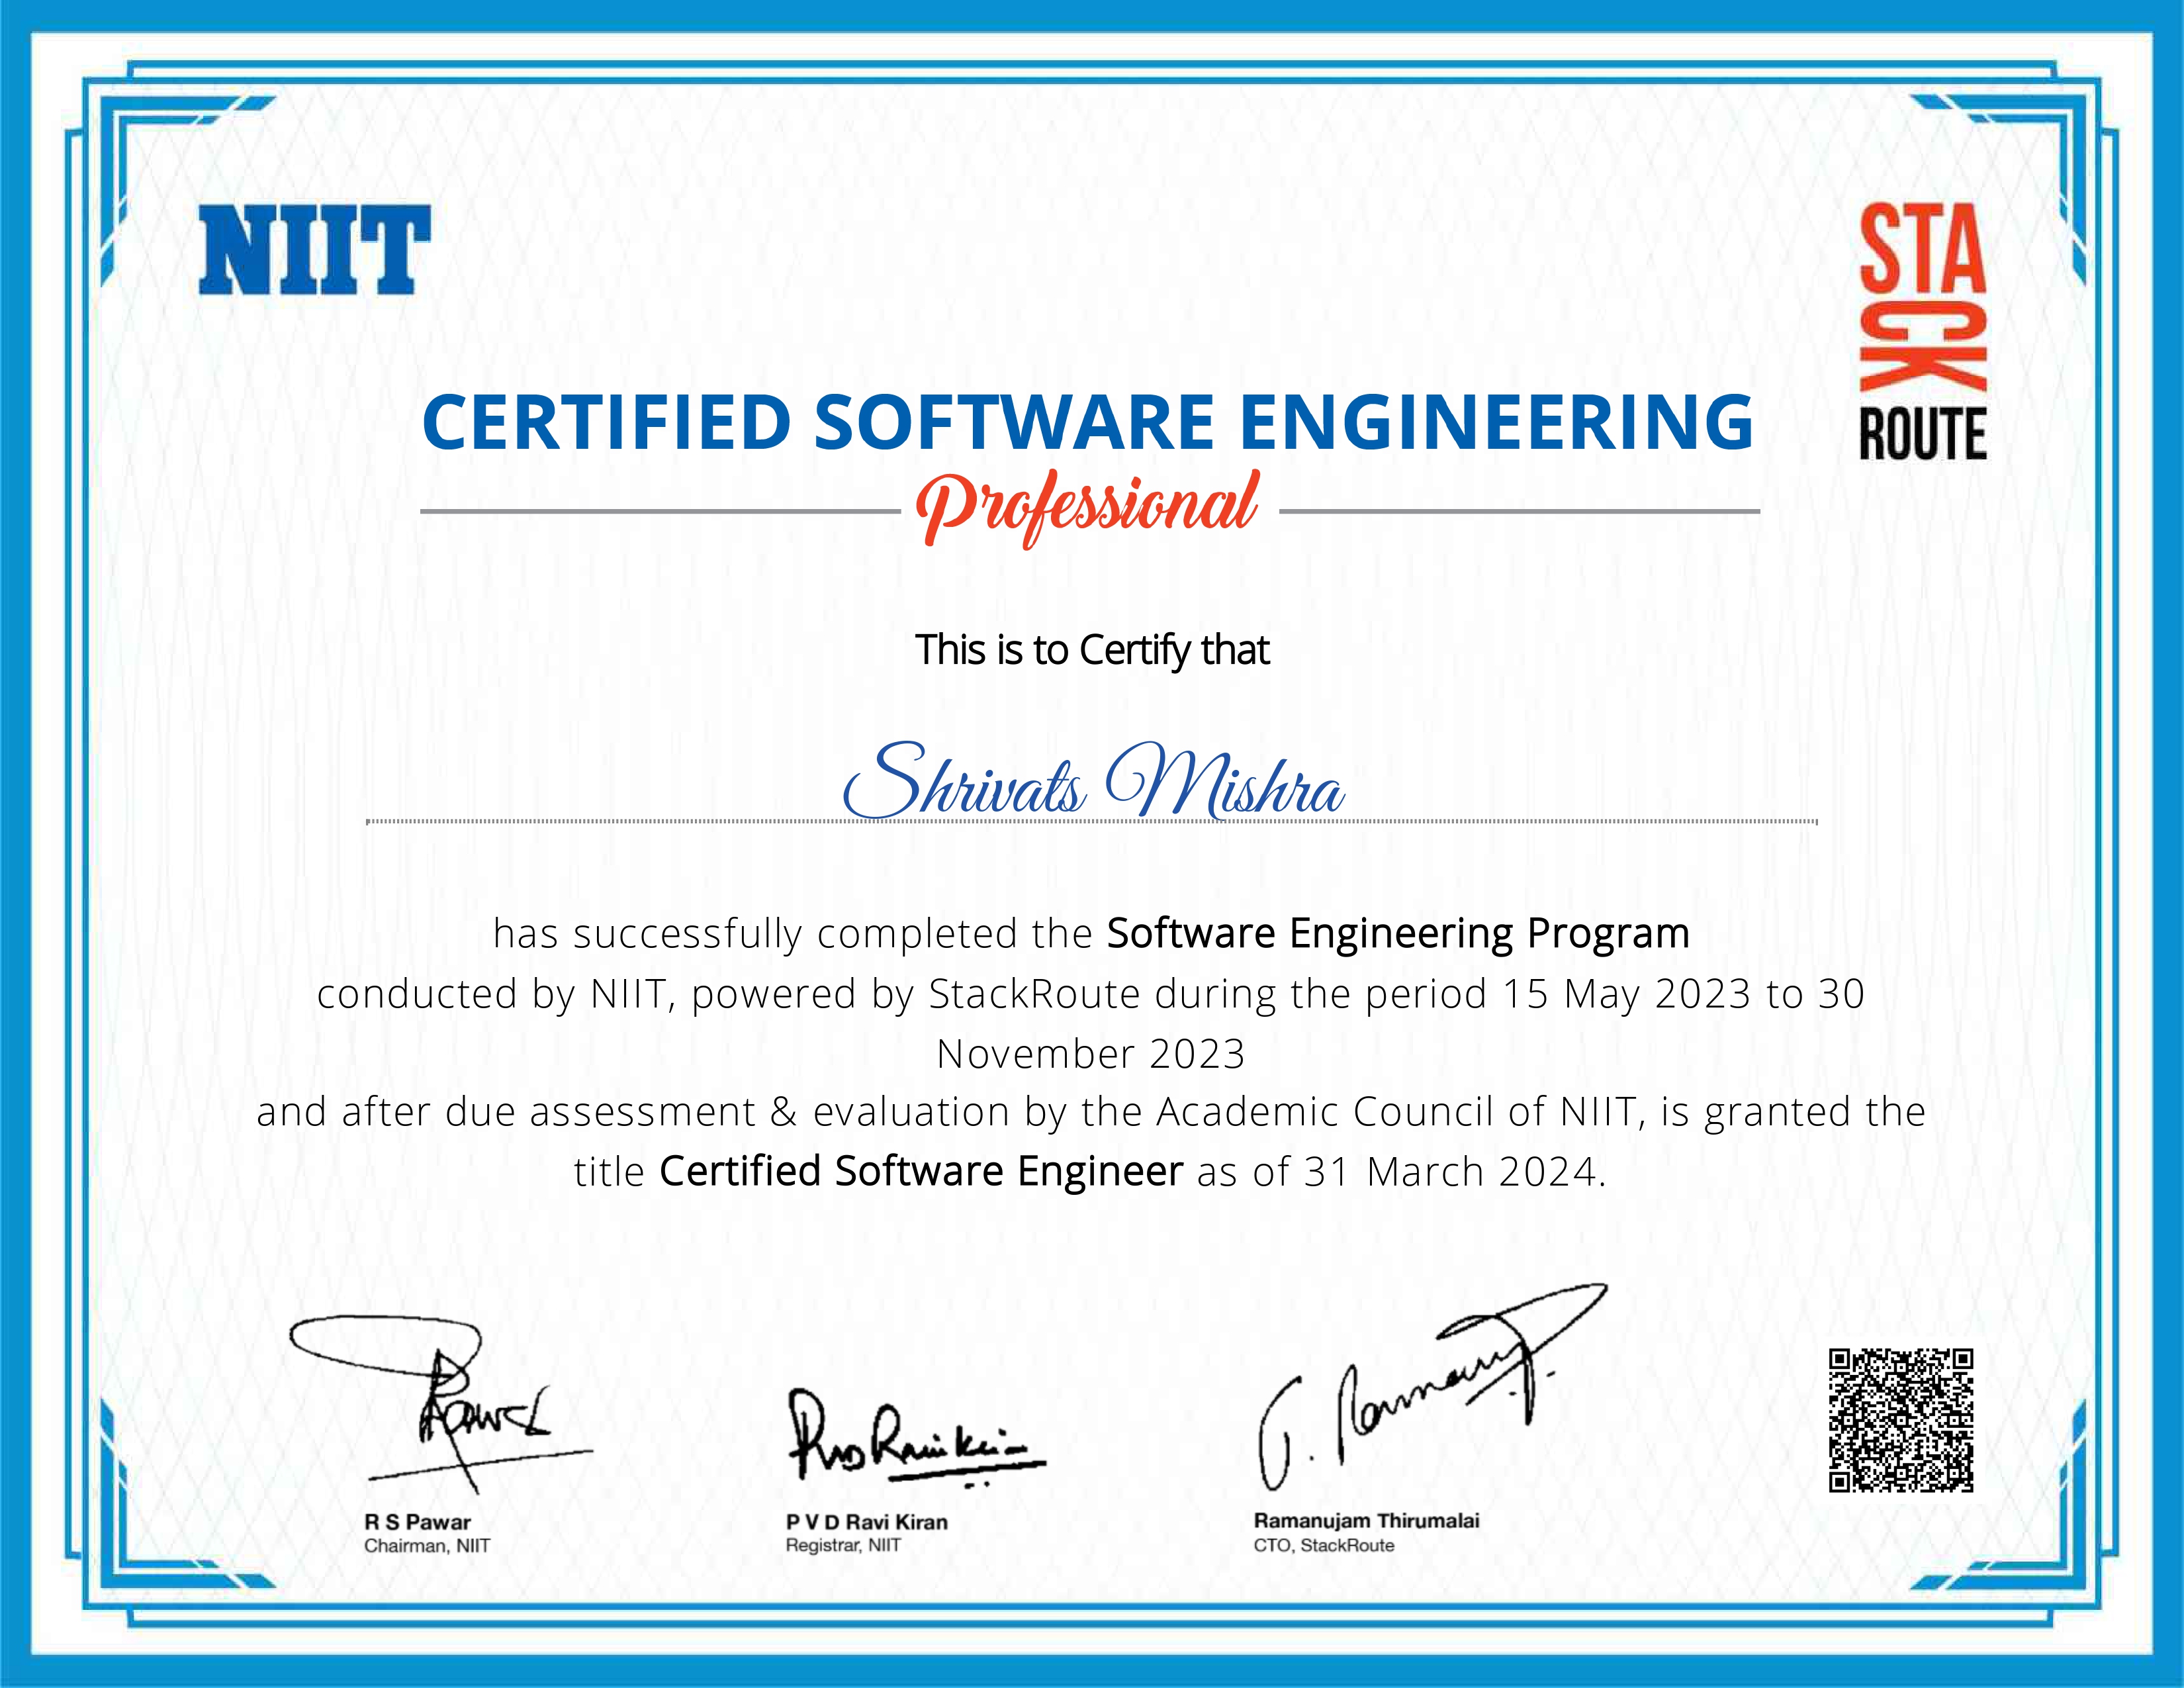 NIIT
STA
CK
ROUTE
CERTIFIED SOFTWARE ENGINEERING
Professional
This is to Certify that
Shrivats Mishra
has successfully completed the Software Engineering Program
conducted by NIIT, powered by StackRoute during the period 15 May 2023 to 30
November 2023
and after due assessment & evaluation by the Academic Council of NIIT, is granted the
title Certified Software Engineer as of 31 March 2024.
R S Pawar
Chairman, NIIT
P V D Ravi Kiran
Registrar, NIIT
Ramanujam Thirumalai
CTO, StackRoute